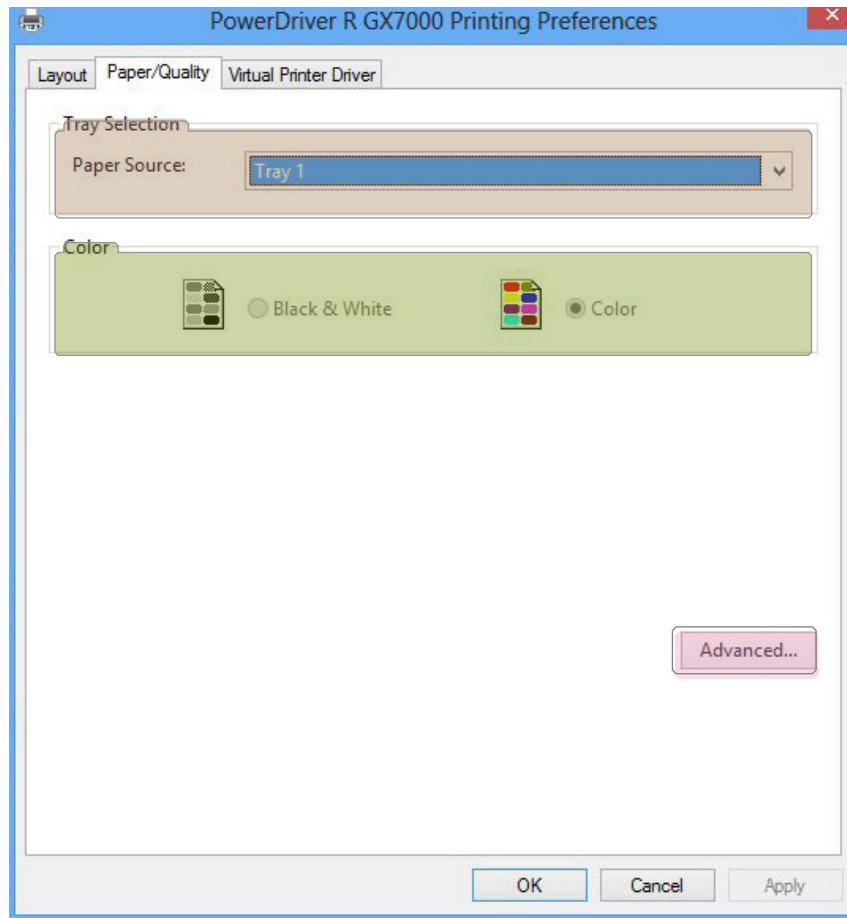 PowerDriver R GX7000 Printing Preferences
Layout Paper/Quality Virtual Printer Driver
Tray Selection
Paper Source: Tray 1
Color
Black & White Color
Advanced...
OK Cancel Apply